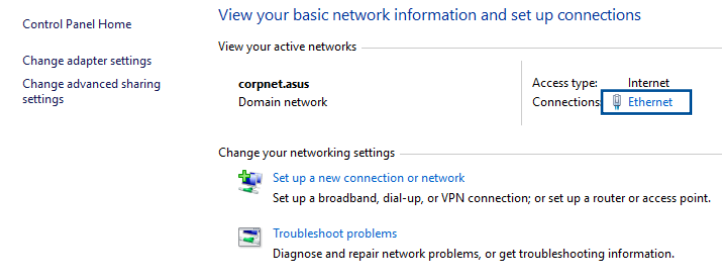 Control Panel Home
Change adapter settings
Change advanced sharing
settings
View your basic network information and set up connections
View your active networks
corpnet.asus
Domain network
Access type: Internet
Connections: Ethernet
Change your networking settings
Set up a new connection or network
Set up a broadband, dial-up, or VPN connection; or set up a router or access point.
Troubleshoot problems
Diagnose and repair network problems, or get troubleshooting information.